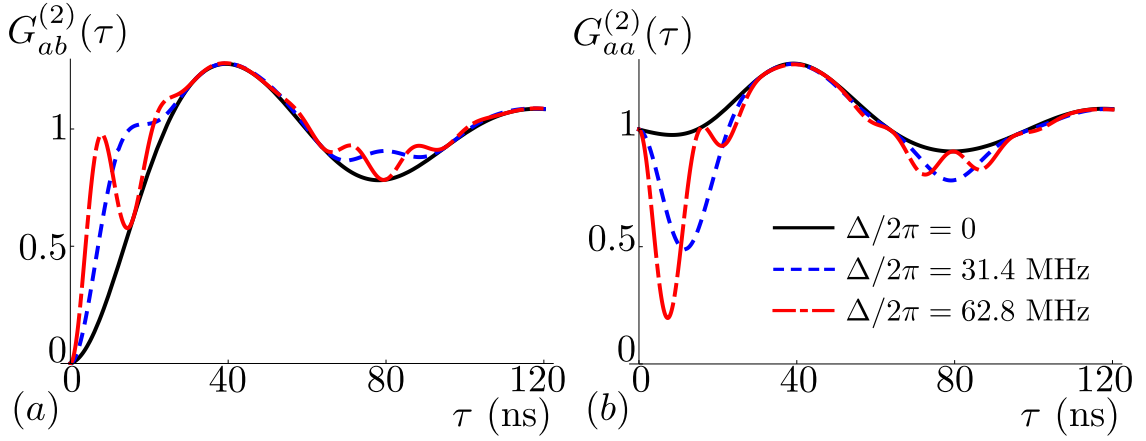 G_{ab}^{(2)}(τ)
1
0.5
0
0 40 80 120
(a) τ (ns)
G_{aa}^{(2)}(τ)
1
0.5
0
Δ/2π = 0
Δ/2π = 31.4 MHz
Δ/2π = 62.8 MHz
0 40 80 120
(b) τ (ns)